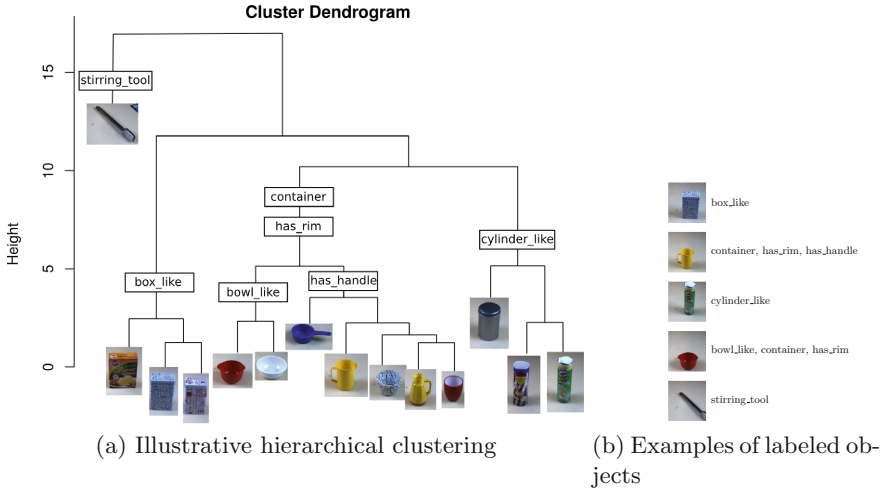 Cluster Dendrogram
Height
15
10
5
0
stirring_tool
container
has_rim
cylinder_like
box_like
bowl_like
has_handle
box_like
container, has_rim, has_handle
cylinder_like
bowl_like, container, has_rim
stirring_tool
(a) Illustrative hierarchical clustering
(b) Examples of labeled ob-
jects